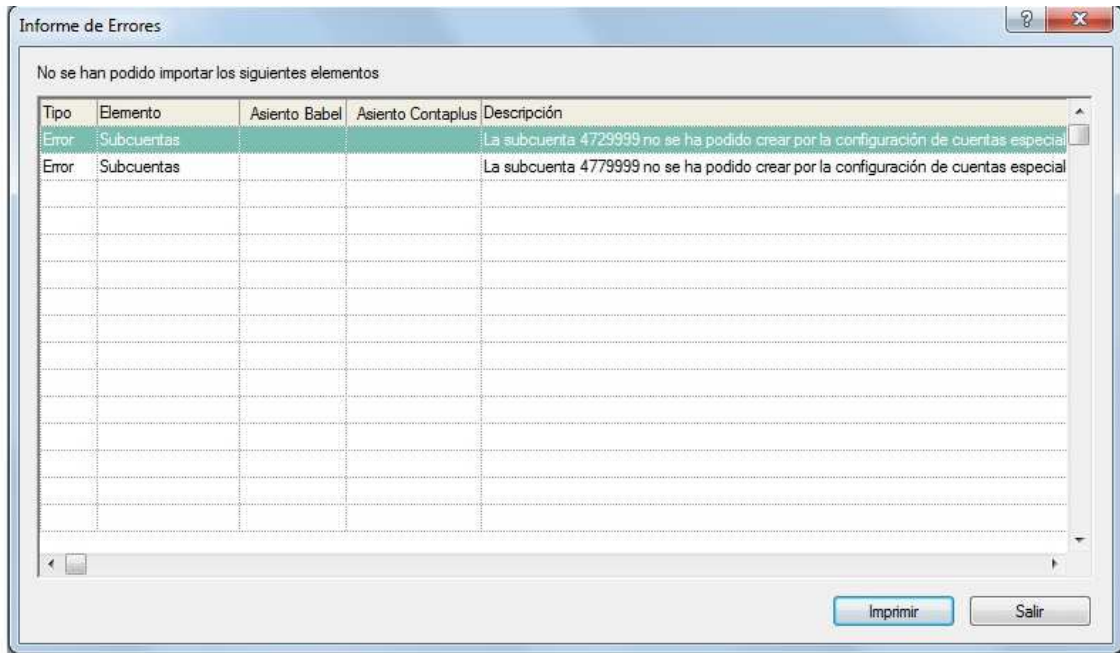 Informe de Errores
No se han podido importar los siguientes elementos
Tipo Elemento Asiento Babel Asiento Contaplus Descripción
Error Subcuentas La subcuenta 4729999 no se ha podido crear por la configuración de cuentas especial
Error Subcuentas La subcuenta 4779999 no se ha podido crear por la configuración de cuentas especial
Imprimir Salir